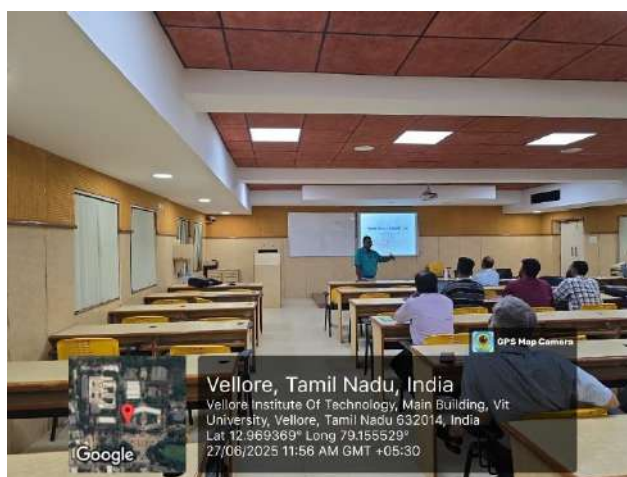 GPS Map Camera
Vellore, Tamil Nadu, India
Vellore Institute Of Technology, Main Building, Vit
University, Vellore, Tamil Nadu 632014, India
Lat 12.969369° Long 79.155529°
27/06/2025 11:56 AM GMT +05:30
Google